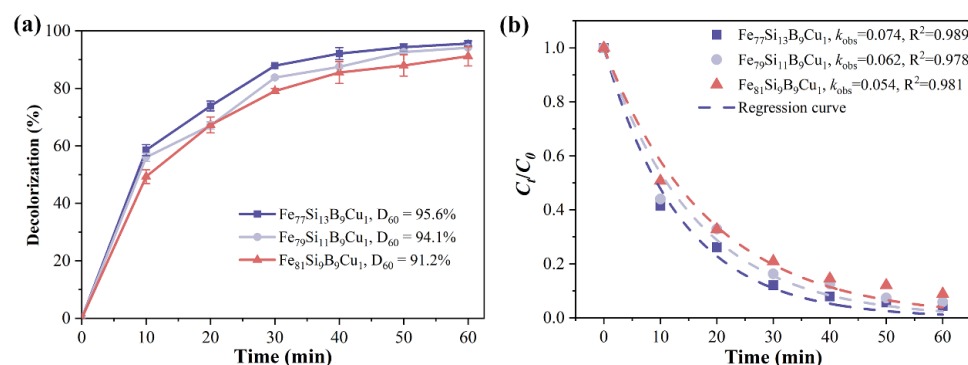 (a)
100
80
60
40
20
0
Decolorization (%)
Fe₇₇Si₁₃B₉Cu₁, D₆₀ = 95.6%
Fe₇₉Si₁₁B₉Cu₁, D₆₀ = 94.1%
Fe₈₁Si₉B₉Cu₁, D₆₀ = 91.2%
0 10 20 30 40 50 60
Time (min)
(b)
1.0
0.8
0.6
0.4
0.2
0.0
Cₜ/C₀
Fe₇₇Si₁₃B₉Cu₁, k_obs=0.074, R²=0.989
Fe₇₉Si₁₁B₉Cu₁, k_obs=0.062, R²=0.978
Fe₈₁Si₉B₉Cu₁, k_obs=0.054, R²=0.981
Regression curve
0 10 20 30 40 50 60
Time (min)